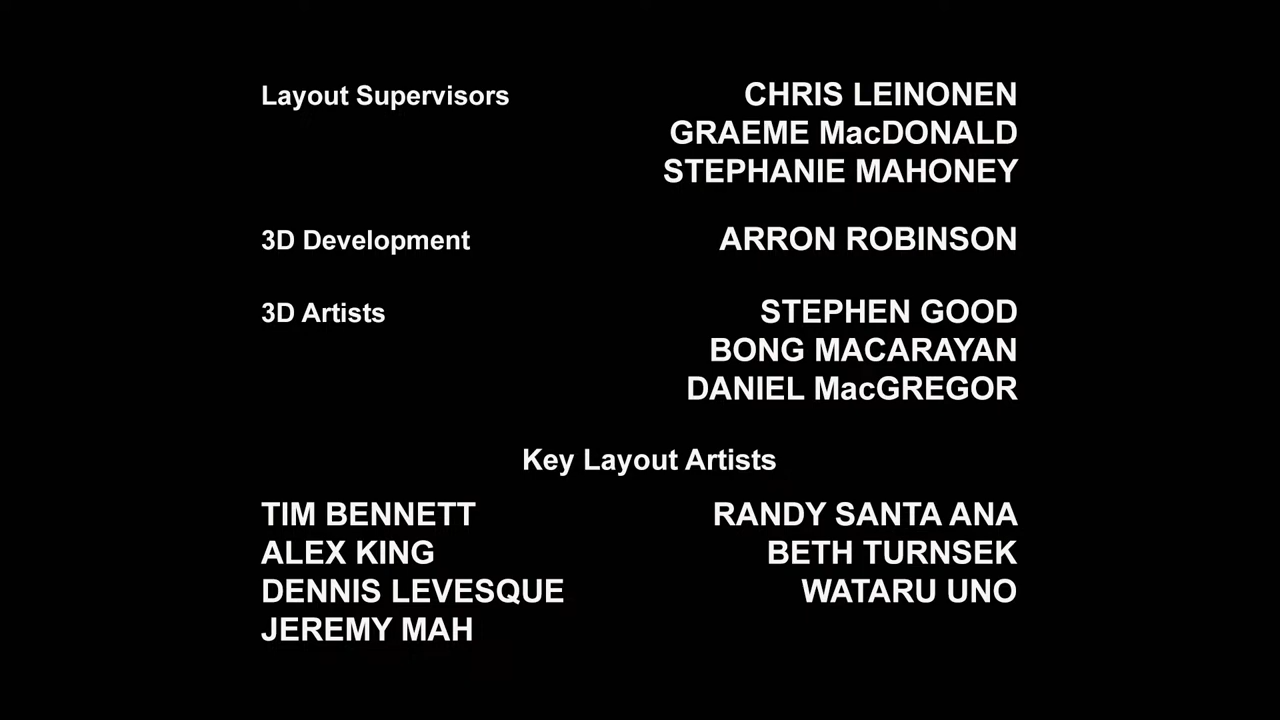 Layout Supervisors CHRIS LEINONEN
GRAEME MacDONALD
STEPHANIE MAHONEY
3D Development ARRON ROBINSON
3D Artists STEPHEN GOOD
BONG MACARAYAN
DANIEL MacGREGOR
Key Layout Artists
TIM BENNETT RANDY SANTA ANA
ALEX KING BETH TURNSEK
DENNIS LEVESQUE WATARU UNO
JEREMY MAH